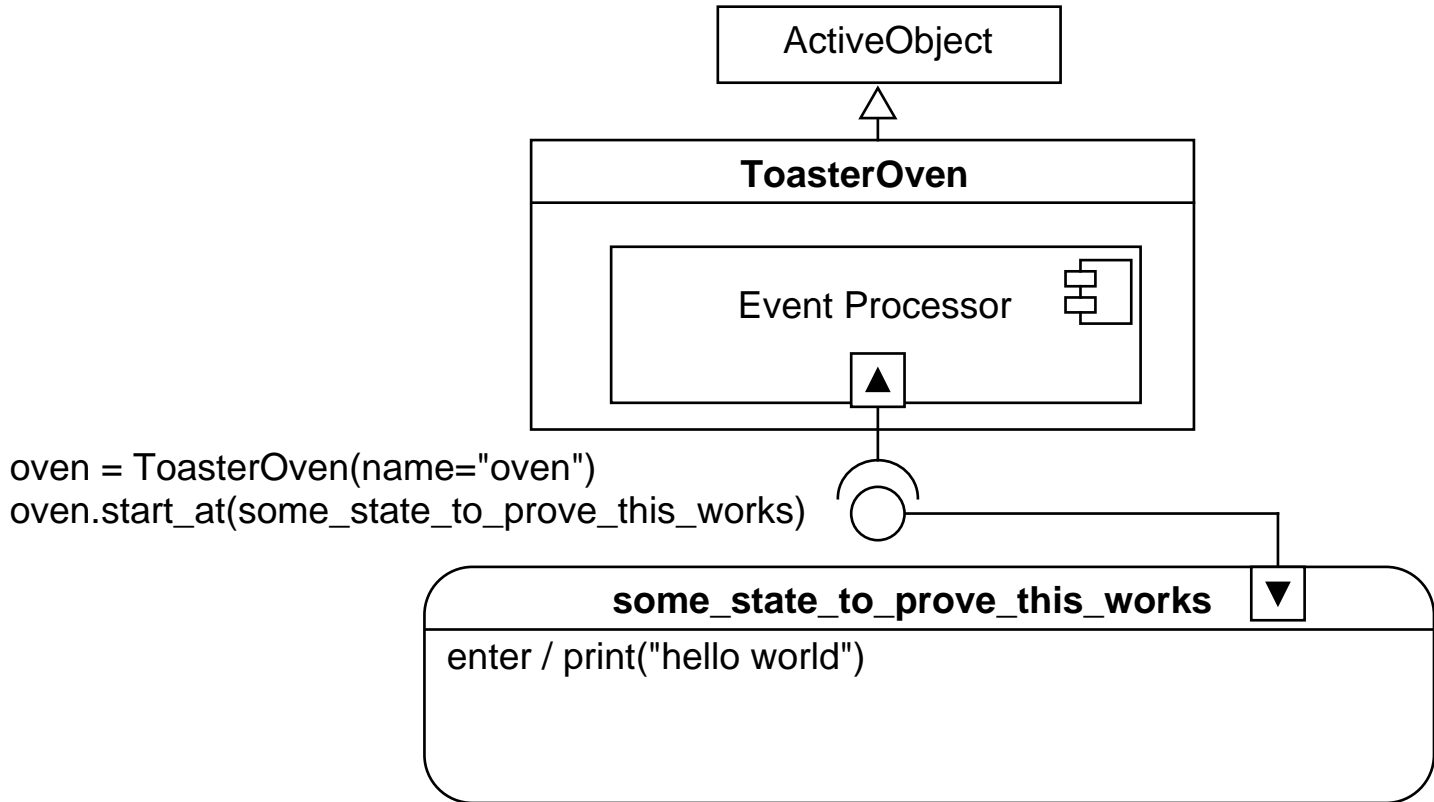 ActiveObject
ToasterOven
Event Processor
oven = ToasterOven(name="oven")
oven.start_at(some_state_to_prove_this_works)
some_state_to_prove_this_works
enter / print("hello world")